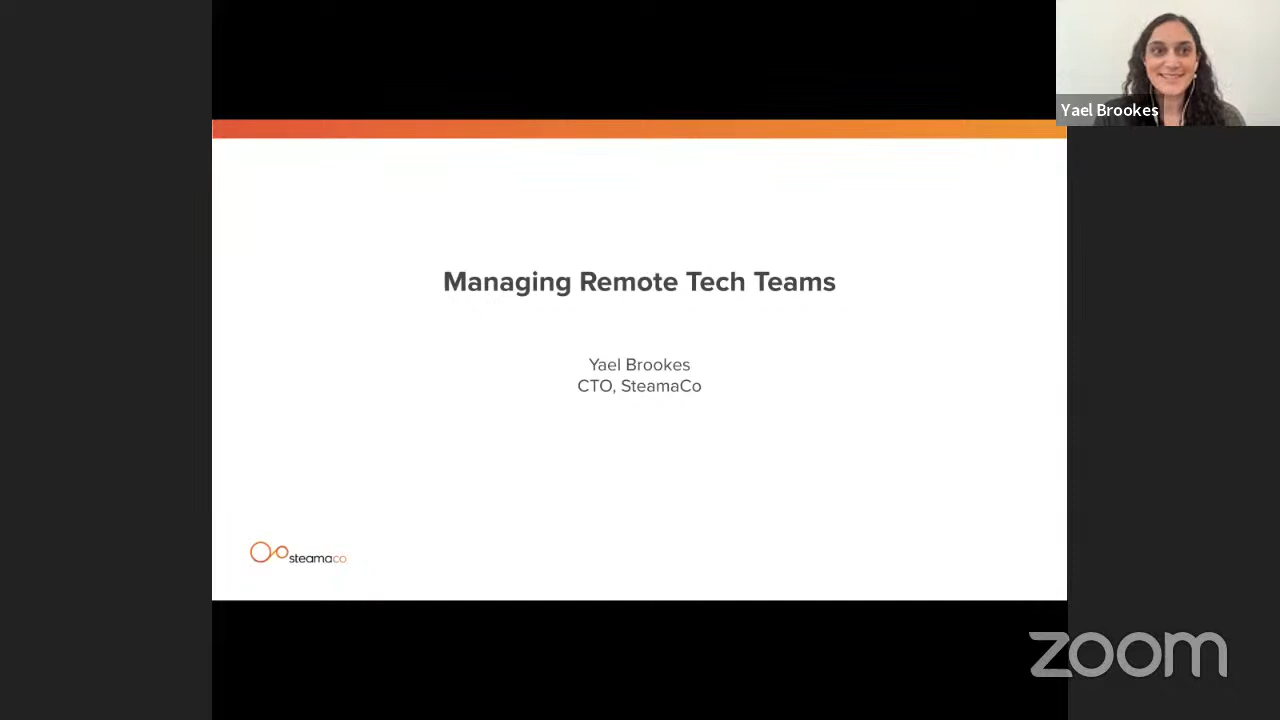 Yael Brookes
Managing Remote Tech Teams
Yael Brookes
CTO, SteamaCo
steamaco
zoom